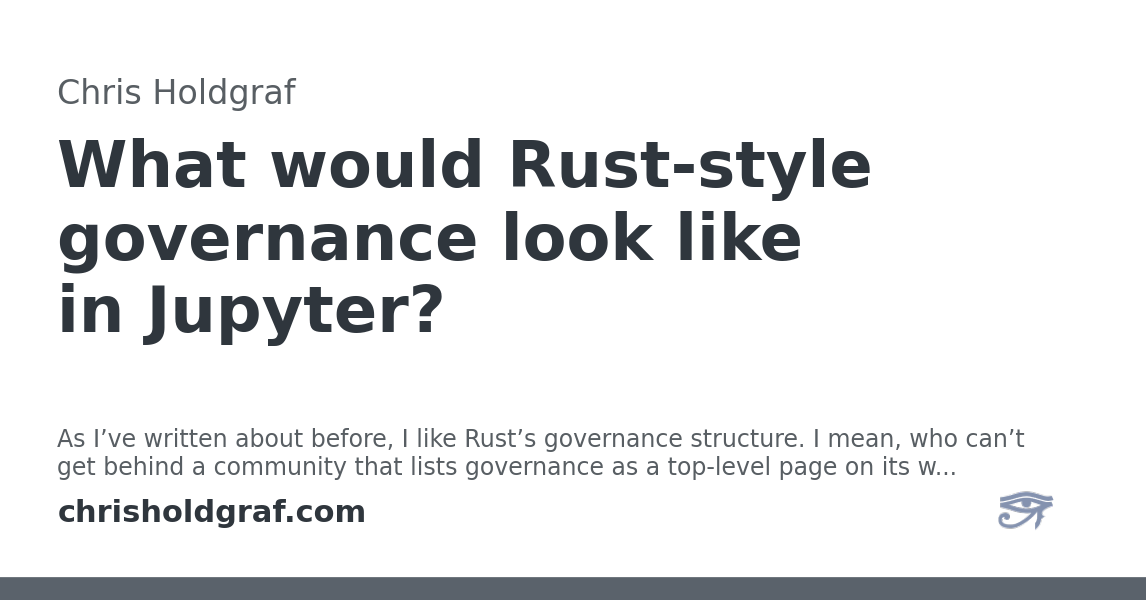 Chris Holdgraf
What would Rust-style
governance look like
in Jupyter?
As I’ve written about before, I like Rust’s governance structure. I mean, who can’t
get behind a community that lists governance as a top-level page on its w...
chrisholdgraf.com